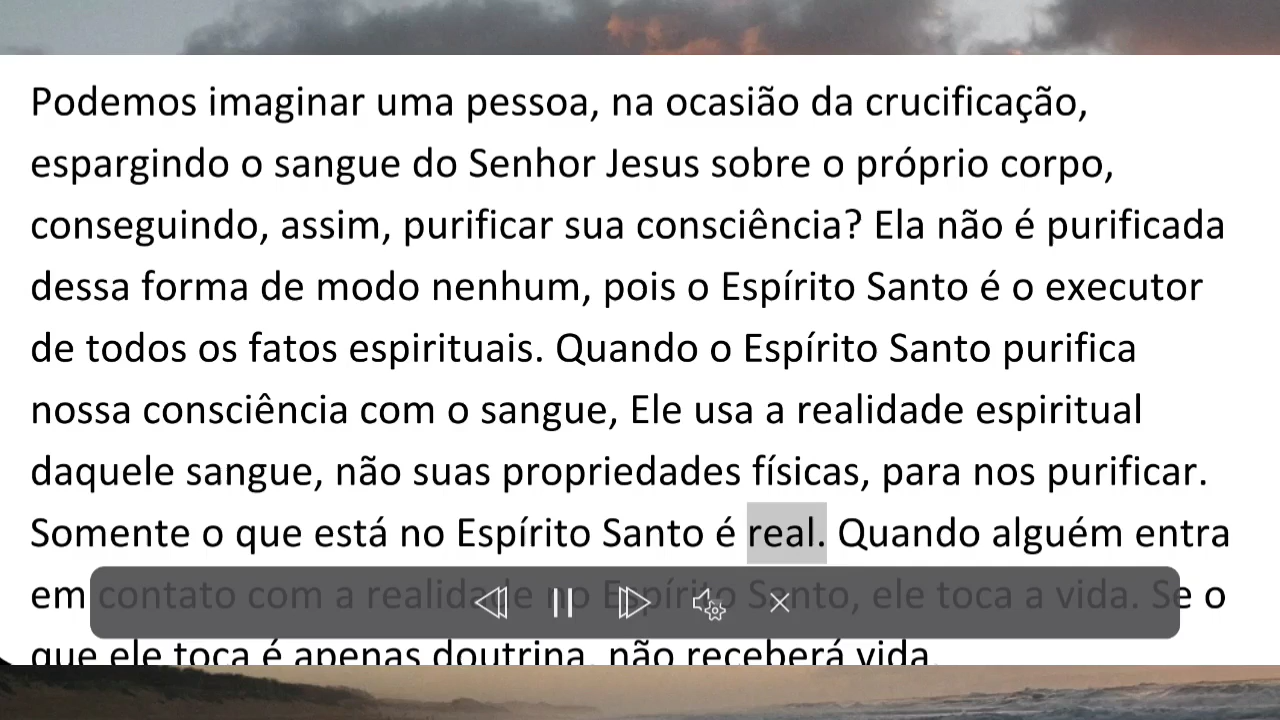 Podemos imaginar uma pessoa, na ocasião da crucificação,
espargindo o sangue do Senhor Jesus sobre o próprio corpo,
conseguindo, assim, purificar sua consciência? Ela não é purificada
dessa forma de modo nenhum, pois o Espírito Santo é o executor
de todos os fatos espirituais. Quando o Espírito Santo purifica
nossa consciência com o sangue, Ele usa a realidade espiritual
daquele sangue, não suas propriedades físicas, para nos purificar.
Somente o que está no Espírito Santo é real. Quando alguém entra
em contato com a realidade no Espírito Santo, ele toca a vida. Se o
que ele toca é apenas doutrina, não receberá vida.